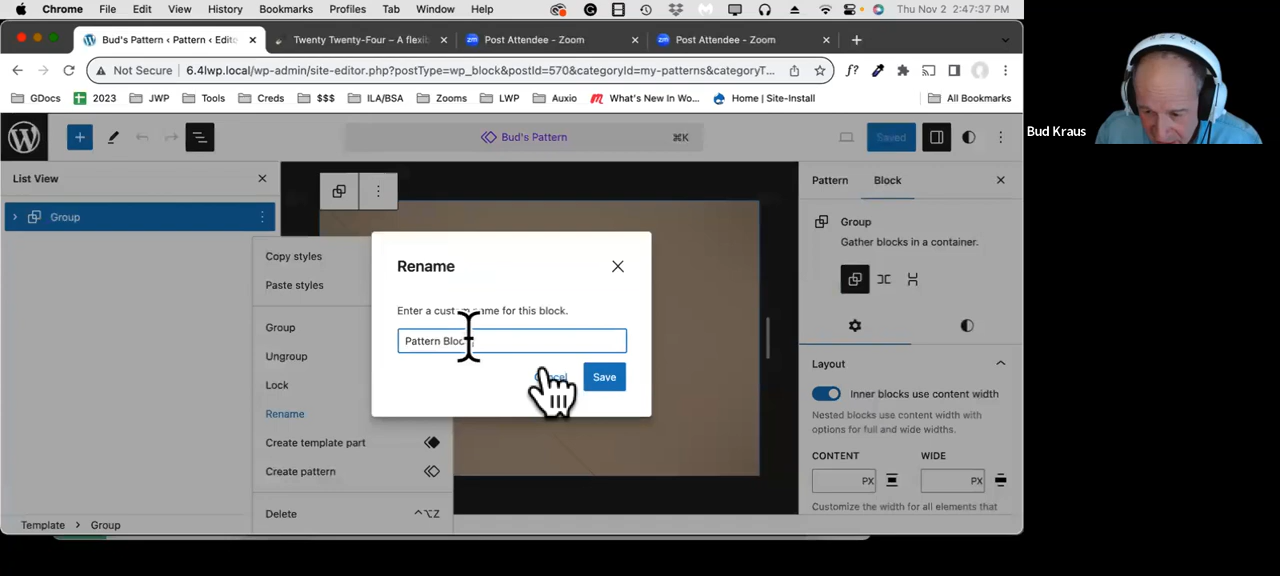 Chrome File Edit View History Bookmarks Profiles Tab Window Help Thu Nov 2 2:47:37 PM
Bud's Pattern ‹ Pattern ‹ Edite Twenty Twenty-Four – A flexib Post Attendee - Zoom Post Attendee - Zoom
Not Secure 6.4lwp.local/wp-admin/site-editor.php?postType=wp_block&postId=570&categoryId=my-patterns&categoryT... f?
GDocs 2023 JWP Tools Creds $$$ ILA/BSA Zooms LWP Auxio What's New In Wo... Home | Site-Install All Bookmarks
Bud Kraus
Bud's Pattern ⌘K Saved
List View
Group
Copy styles
Paste styles
Group
Ungroup
Lock
Rename
Create template part
Create pattern
Delete ⌃⌥Z
Rename
Enter a custom name for this block.
Pattern Bloc
Cancel Save
Pattern Block
Group
Gather blocks in a container.
Layout
Inner blocks use content width
Nested blocks use content width with
options for full and wide widths.
CONTENT WIDE
PX PX
Customize the width for all elements that
Template > Group